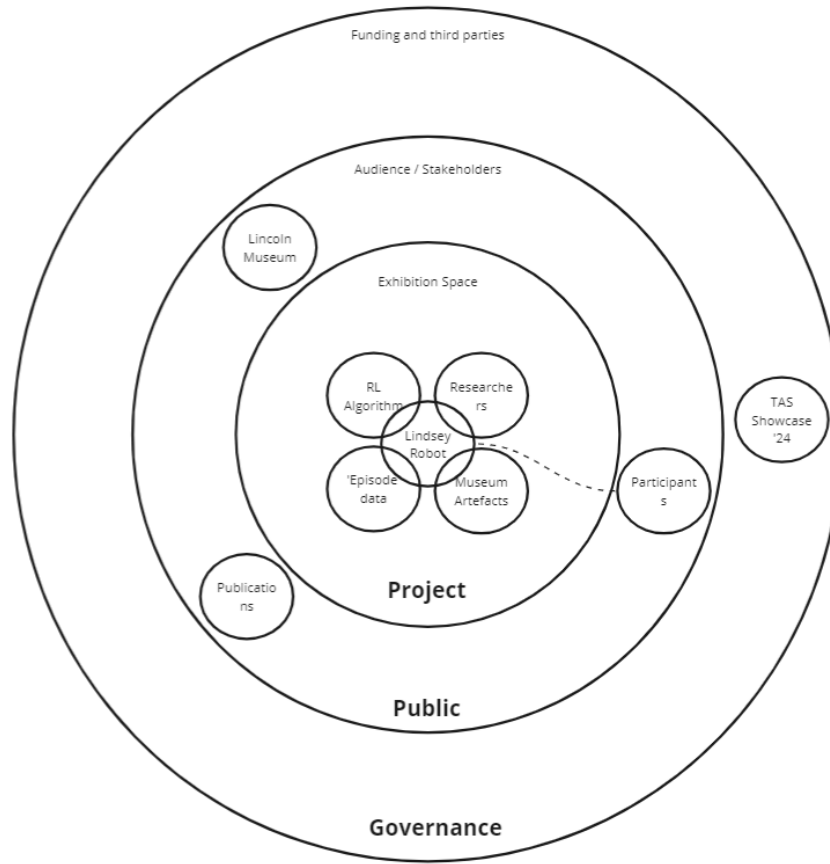 Funding and third parties
Audience / Stakeholders
Lincoln
Museum
Exhibition Space
RL
Algorithm
Researche
rs
Lindsey
Robot
TAS
Showcase
'24
'Episode
data
Museum
Artefacts
Participant
s
Publicatio
ns
Project
Public
Governance